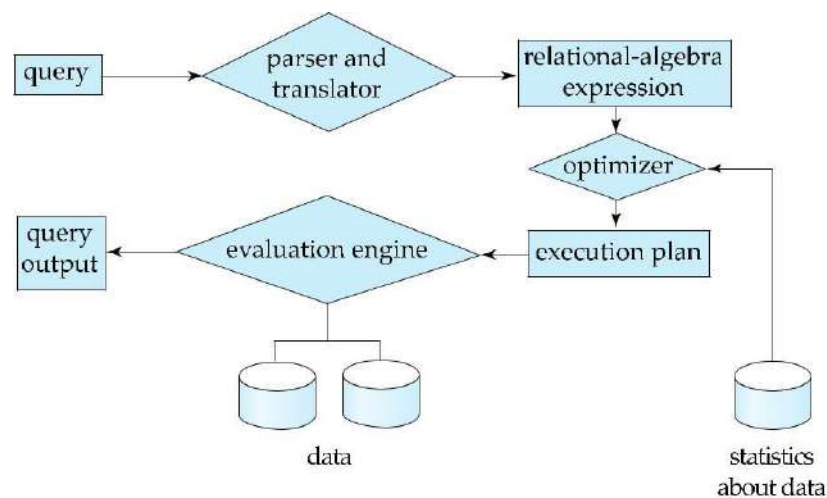 query
parser and
translator
relational-algebra
expression
optimizer
query
output
evaluation engine
execution plan
data
statistics
about data